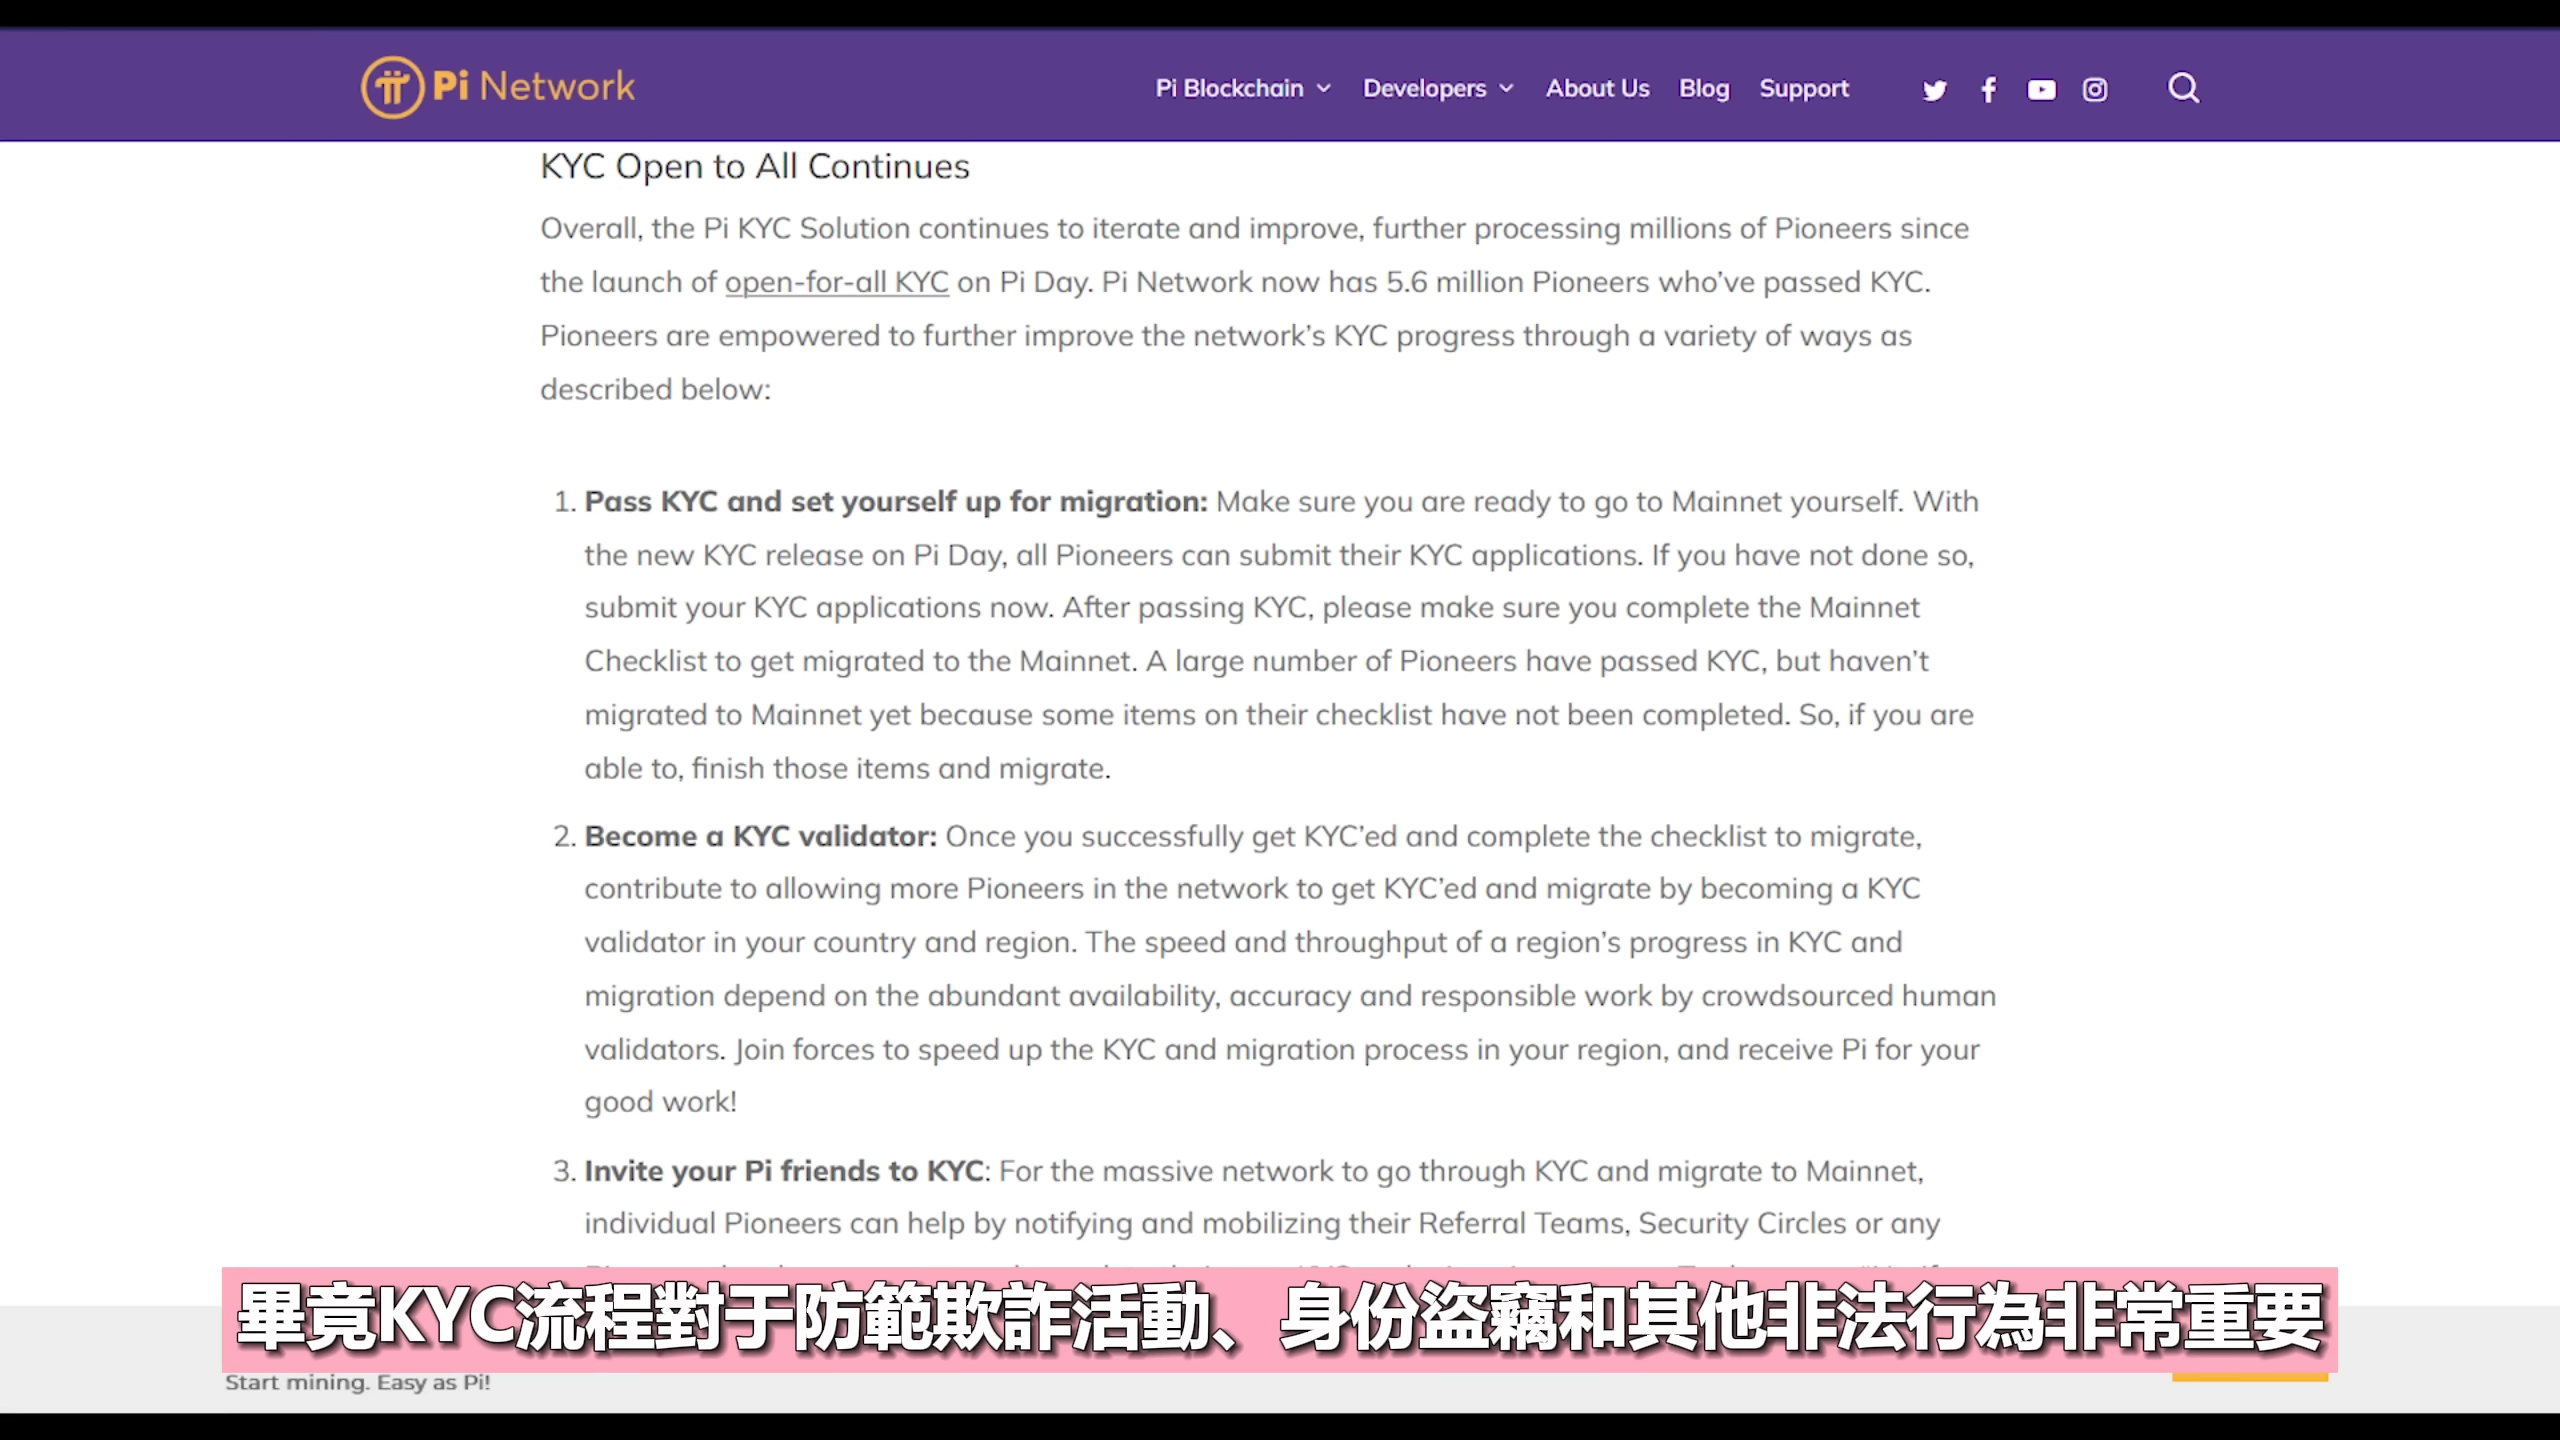 Pi Network
Pi Blockchain Developers About Us Blog Support
KYC Open to All Continues
Overall, the Pi KYC Solution continues to iterate and improve, further processing millions of Pioneers since
the launch of open-for-all KYC on Pi Day. Pi Network now has 5.6 million Pioneers who've passed KYC.
Pioneers are empowered to further improve the network's KYC progress through a variety of ways as
described below:
1. Pass KYC and set yourself up for migration: Make sure you are ready to go to Mainnet yourself. With
the new KYC release on Pi Day, all Pioneers can submit their KYC applications. If you have not done so,
submit your KYC applications now. After passing KYC, please make sure you complete the Mainnet
Checklist to get migrated to the Mainnet. A large number of Pioneers have passed KYC, but haven't
migrated to Mainnet yet because some items on their checklist have not been completed. So, if you are
able to, finish those items and migrate.
2. Become a KYC validator: Once you successfully get KYC'ed and complete the checklist to migrate,
contribute to allowing more Pioneers in the network to get KYC'ed and migrate by becoming a KYC
validator in your country and region. The speed and throughput of a region's progress in KYC and
migration depend on the abundant availability, accuracy and responsible work by crowdsourced human
validators. Join forces to speed up the KYC and migration process in your region, and receive Pi for your
good work!
3. Invite your Pi friends to KYC: For the massive network to go through KYC and migrate to Mainnet,
individual Pioneers can help by notifying and mobilizing their Referral Teams, Security Circles or any
畢竟KYC流程對于防範欺詐活動、身份盜竊和其他非法行為非常重要
Start mining. Easy as Pi!